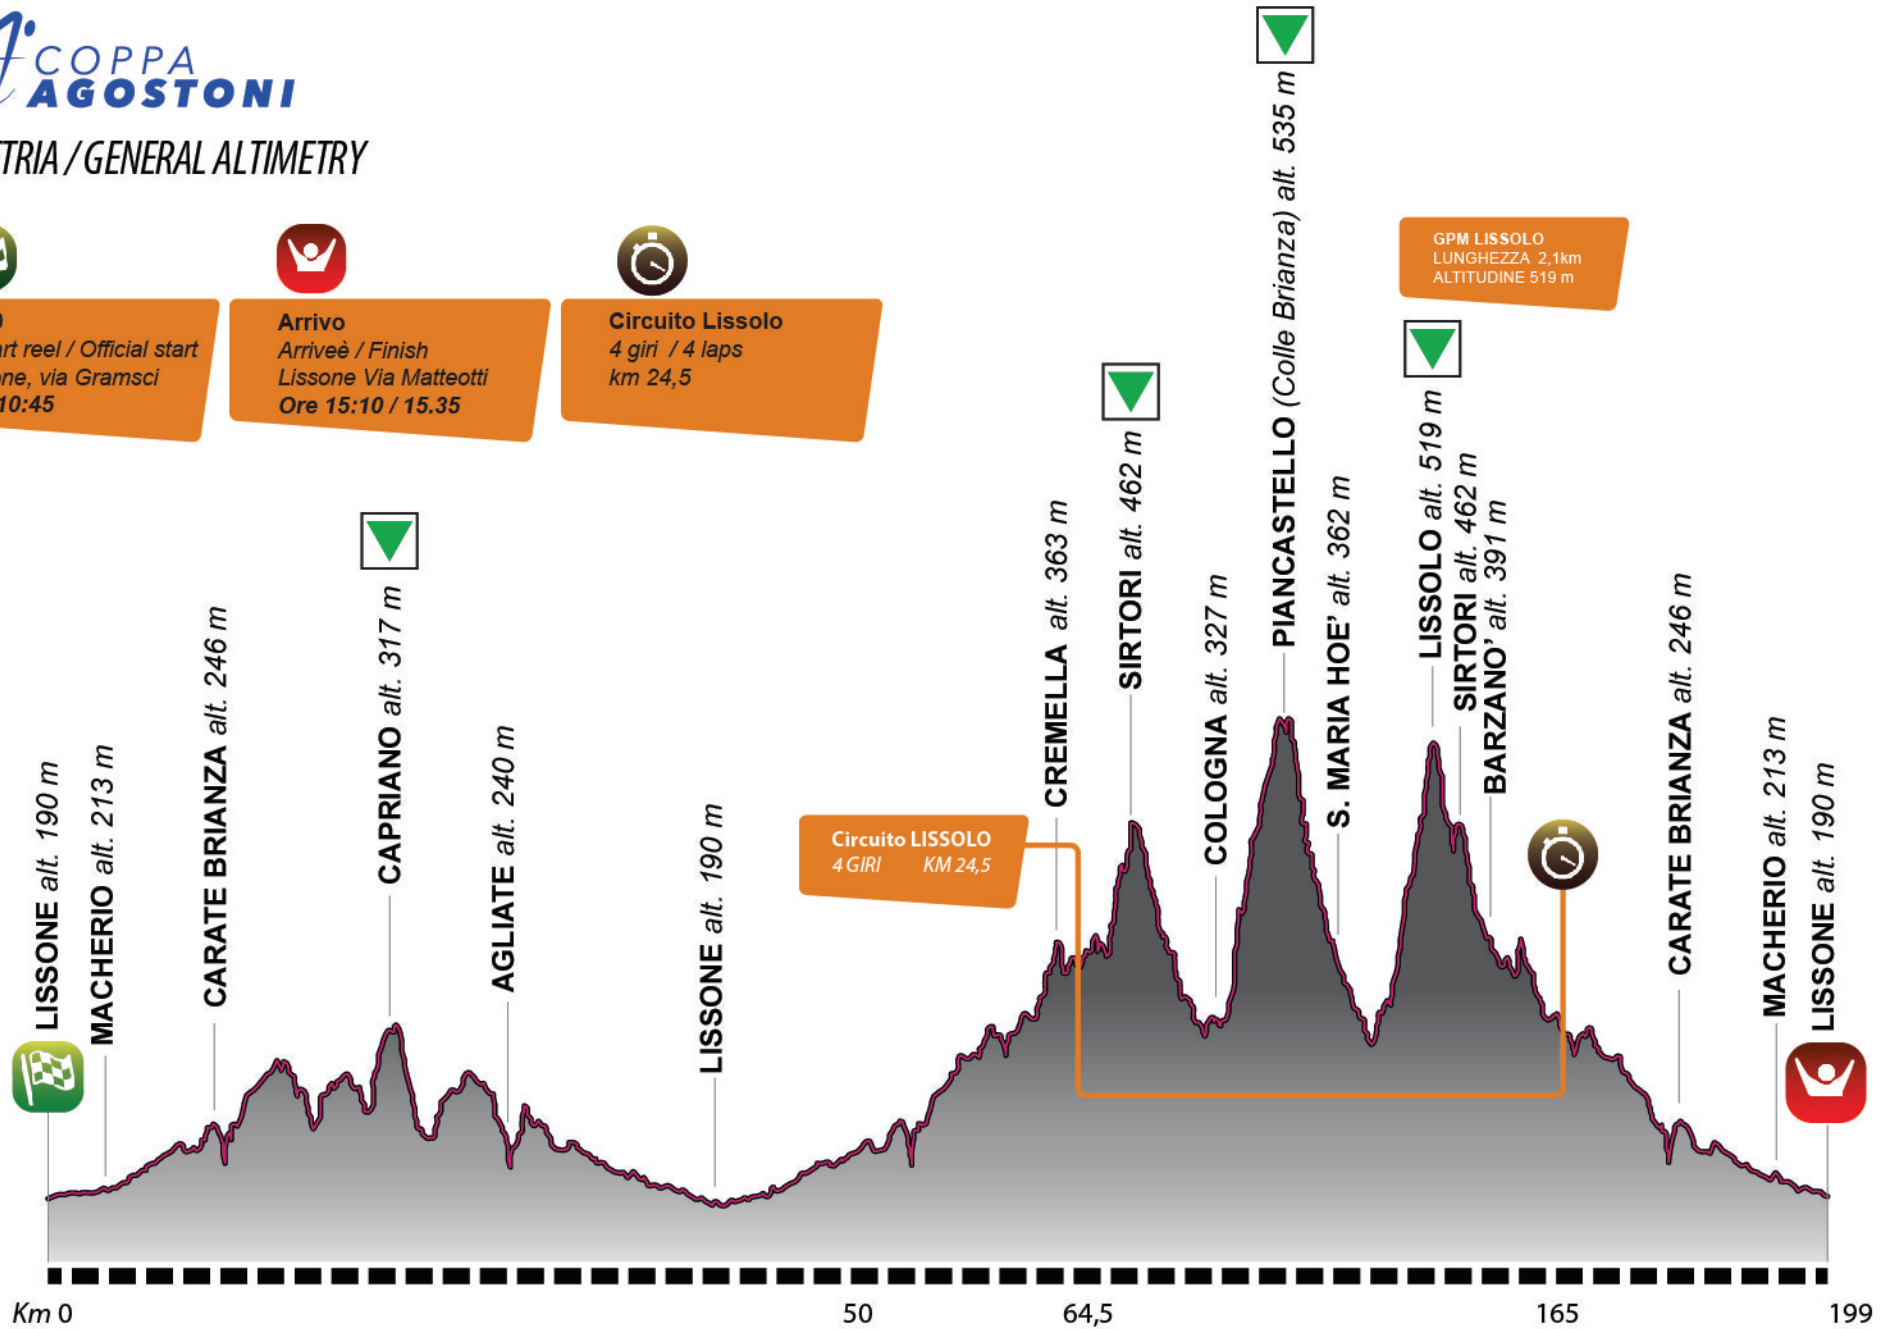 COPPA
AGOSTONI
TRIA / GENERAL ALTIMETRY
art reel / Official start
one, via Gramsci
10:45
Arrivo
Arriveè / Finish
Lissone Via Matteotti
Ore 15:10 / 15.35
Circuito Lissolo
4 giri / 4 laps
km 24,5
GPM LISSOLO
LUNGHEZZA 2,1km
ALTITUDINE 519 m
LISSONE alt. 190 m
MACHERIO alt. 213 m
CARATE BRIANZA alt. 246 m
CAPRIANO alt. 317 m
AGLIATE alt. 240 m
LISSONE alt. 190 m
Circuito LISSOLO
4 GIRI KM 24,5
CREMELLA alt. 363 m
SIRTORI alt. 462 m
COLOGNA alt. 327 m
PIANCASTELLO (Colle Brianza) alt. 535 m
S. MARIA HOE' alt. 362 m
LISSOLO alt. 519 m
SIRTORI alt. 462 m
BARZANO' alt. 391 m
CARATE BRIANZA alt. 246 m
MACHERIO alt. 213 m
LISSONE alt. 190 m
Km 0
50
64,5
165
199